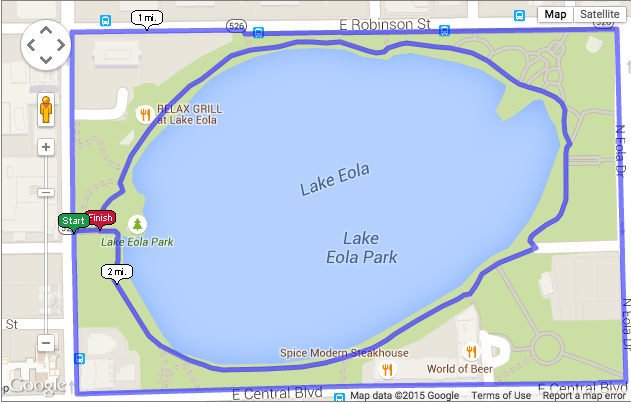 1 mi.
526
E Robinson St
Map
Satellite
RELAX GRILL
at Lake Eola
N Eola Dr
Lake Eola
Start
Finish
Lake Eola Park
Lake
Eola Park
2 mi.
N Eola Dr
St
Spice Modern Steakhouse
World of Beer
Google
E Central Blvd
E Central Blvd
Map data ©2015 Google
Terms of Use
Report a map error